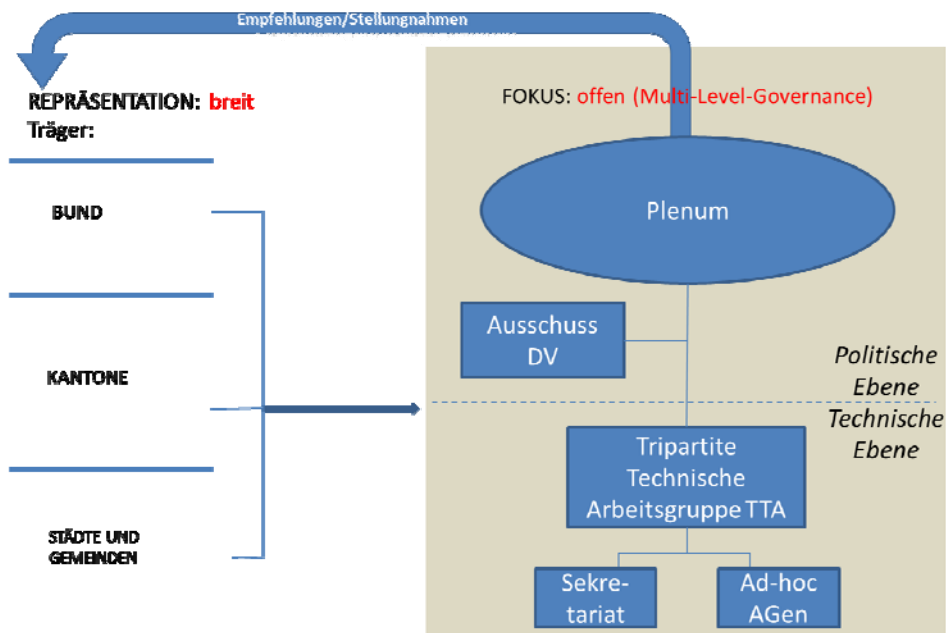 Empfehlungen/Stellungnahmen
REPRÄSENTATION: breit
Träger:
BUND
KANTONE
STÄDTE UND
GEMEINDEN
FOKUS: offen (Multi-Level-Governance)
Plenum
Ausschuss
DV
Politische
Ebene
Technische
Ebene
Tripartite
Technische
Arbeitsgruppe TTA
Sekre-
tariat
Ad-hoc
AGen